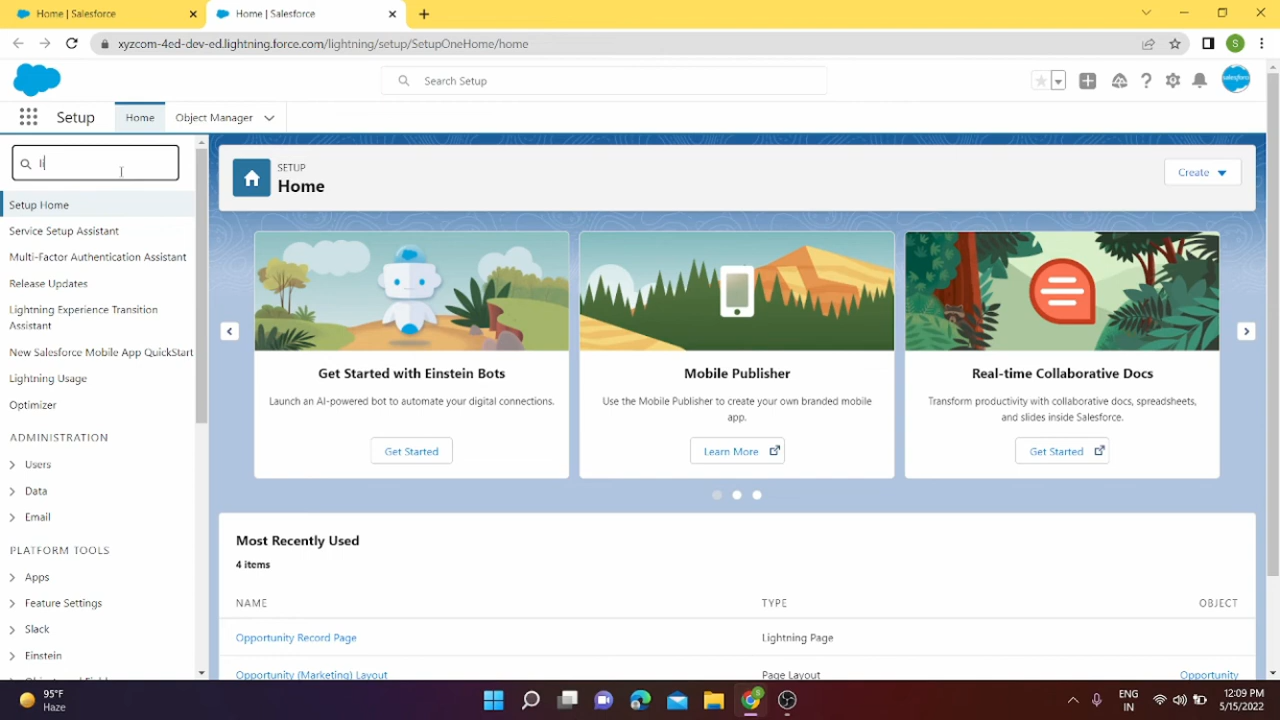 Home | Salesforce
Home | Salesforce
xyzcom-4ed-dev-ed.lightning.force.com/lightning/setup/SetupOneHome/home
S
Search Setup
salesforce
Setup
Home
Object Manager
li
Setup Home
Service Setup Assistant
Multi-Factor Authentication Assistant
Release Updates
Lightning Experience Transition
Assistant
New Salesforce Mobile App QuickStart
Lightning Usage
Optimizer
ADMINISTRATION
Users
Data
Email
PLATFORM TOOLS
Apps
Feature Settings
Slack
Einstein
SETUP
Home
Create
Get Started with Einstein Bots
Launch an AI-powered bot to automate your digital connections.
Get Started
Mobile Publisher
Use the Mobile Publisher to create your own branded mobile
app.
Learn More
Real-time Collaborative Docs
Transform productivity with collaborative docs, spreadsheets,
and slides inside Salesforce.
Get Started
Most Recently Used
4 items
NAME TYPE OBJECT
Opportunity Record Page Lightning Page
Opportunity (Marketing) Layout Page Layout Opportunity
95°F
Haze
ENG
IN
12:09 PM
5/15/2022